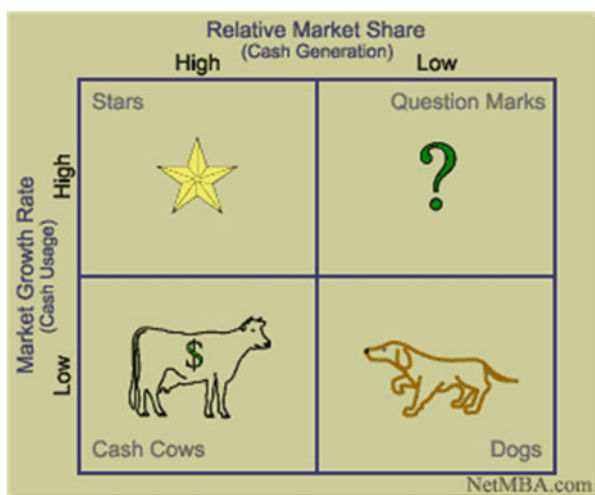 Relative Market Share
(Cash Generation)
High
Low
Stars
Question Marks
?
Market Growth Rate
(Cash Usage)
High
Low
$
Cash Cows
Dogs
NetMBA.com